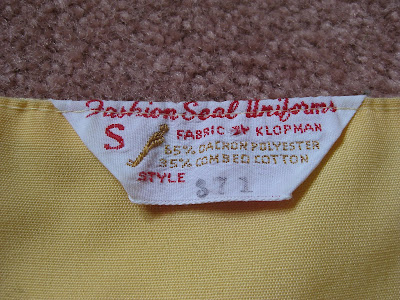 Fashion Seal Uniforms
S FABRIC BY KLOPMAN
65% DACRON POLYESTER
35% COMBED COTTON
STYLE 871